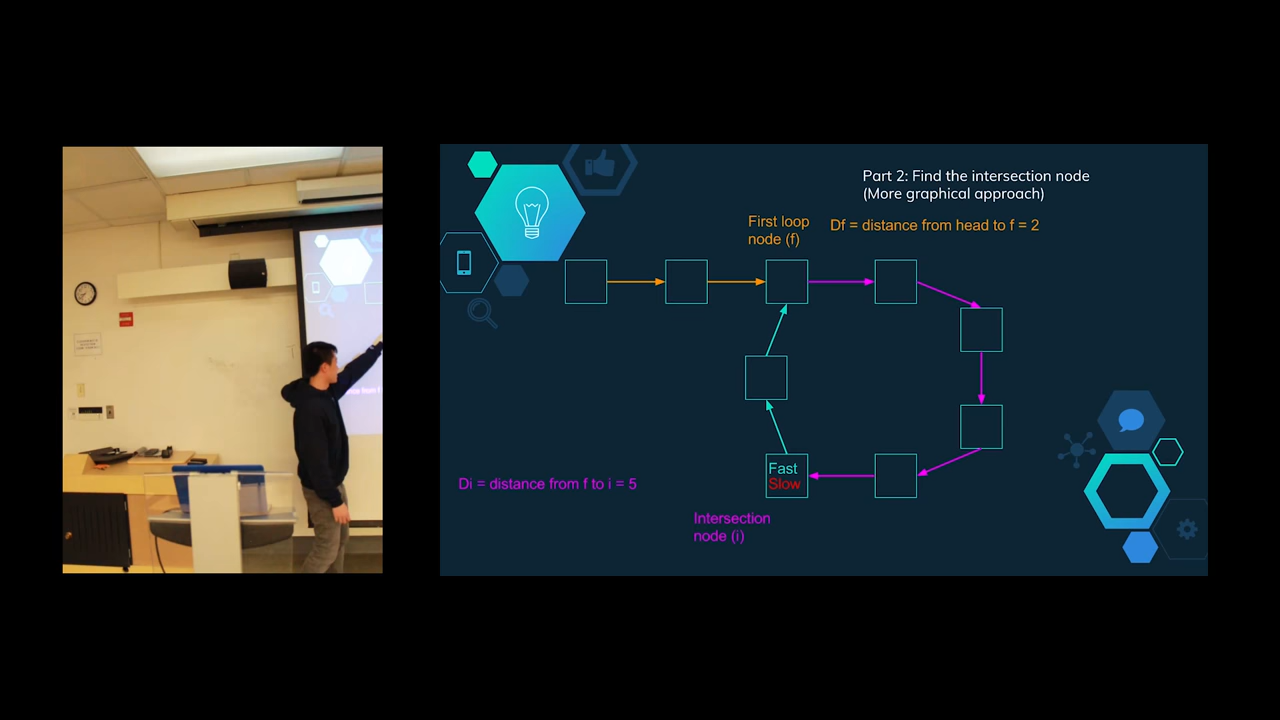 Part 2: Find the intersection node
(More graphical approach)
First loop
node (f)
Df = distance from head to f = 2
Fast
Slow
Di = distance from f to i = 5
Intersection
node (i)